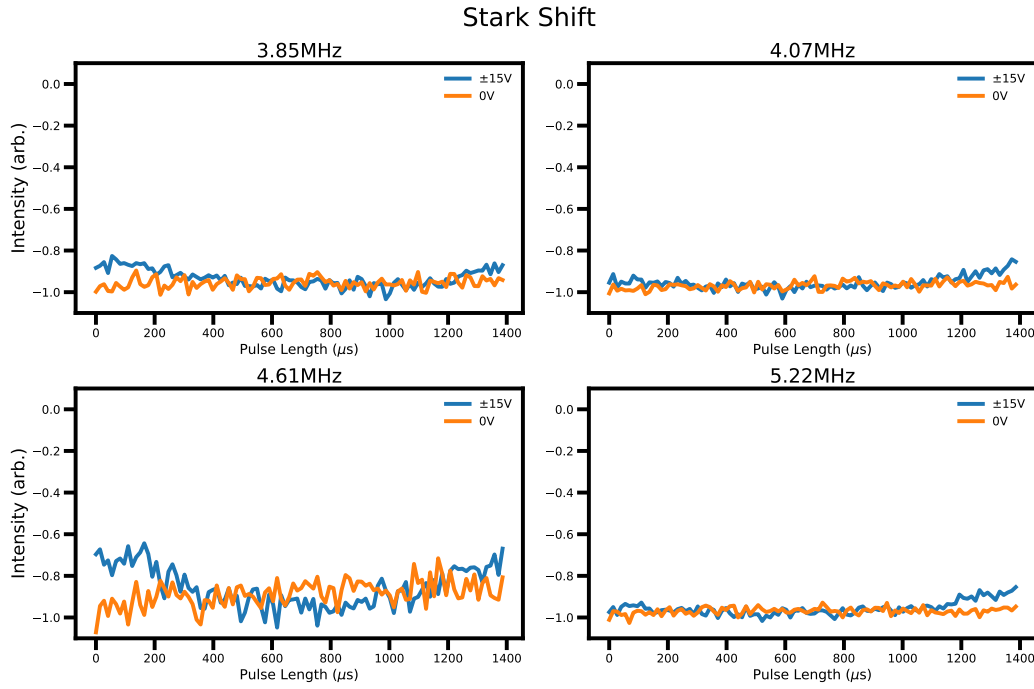 Stark Shift
3.85MHz
Intensity (arb.)
0.0
−0.2
−0.4
−0.6
−0.8
−1.0
±15V
0V
0 200 400 600 800 1000 1200 1400
Pulse Length (μs)
4.07MHz
0.0
−0.2
−0.4
−0.6
−0.8
−1.0
±15V
0V
0 200 400 600 800 1000 1200 1400
Pulse Length (μs)
4.61MHz
Intensity (arb.)
0.0
−0.2
−0.4
−0.6
−0.8
−1.0
±15V
0V
0 200 400 600 800 1000 1200 1400
Pulse Length (μs)
5.22MHz
0.0
−0.2
−0.4
−0.6
−0.8
−1.0
±15V
0V
0 200 400 600 800 1000 1200 1400
Pulse Length (μs)